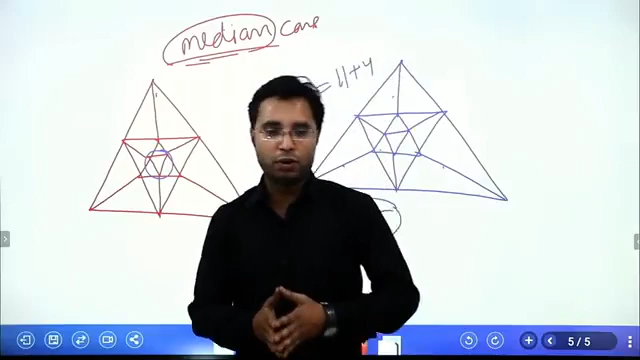 median case
= 11+4
5 / 5